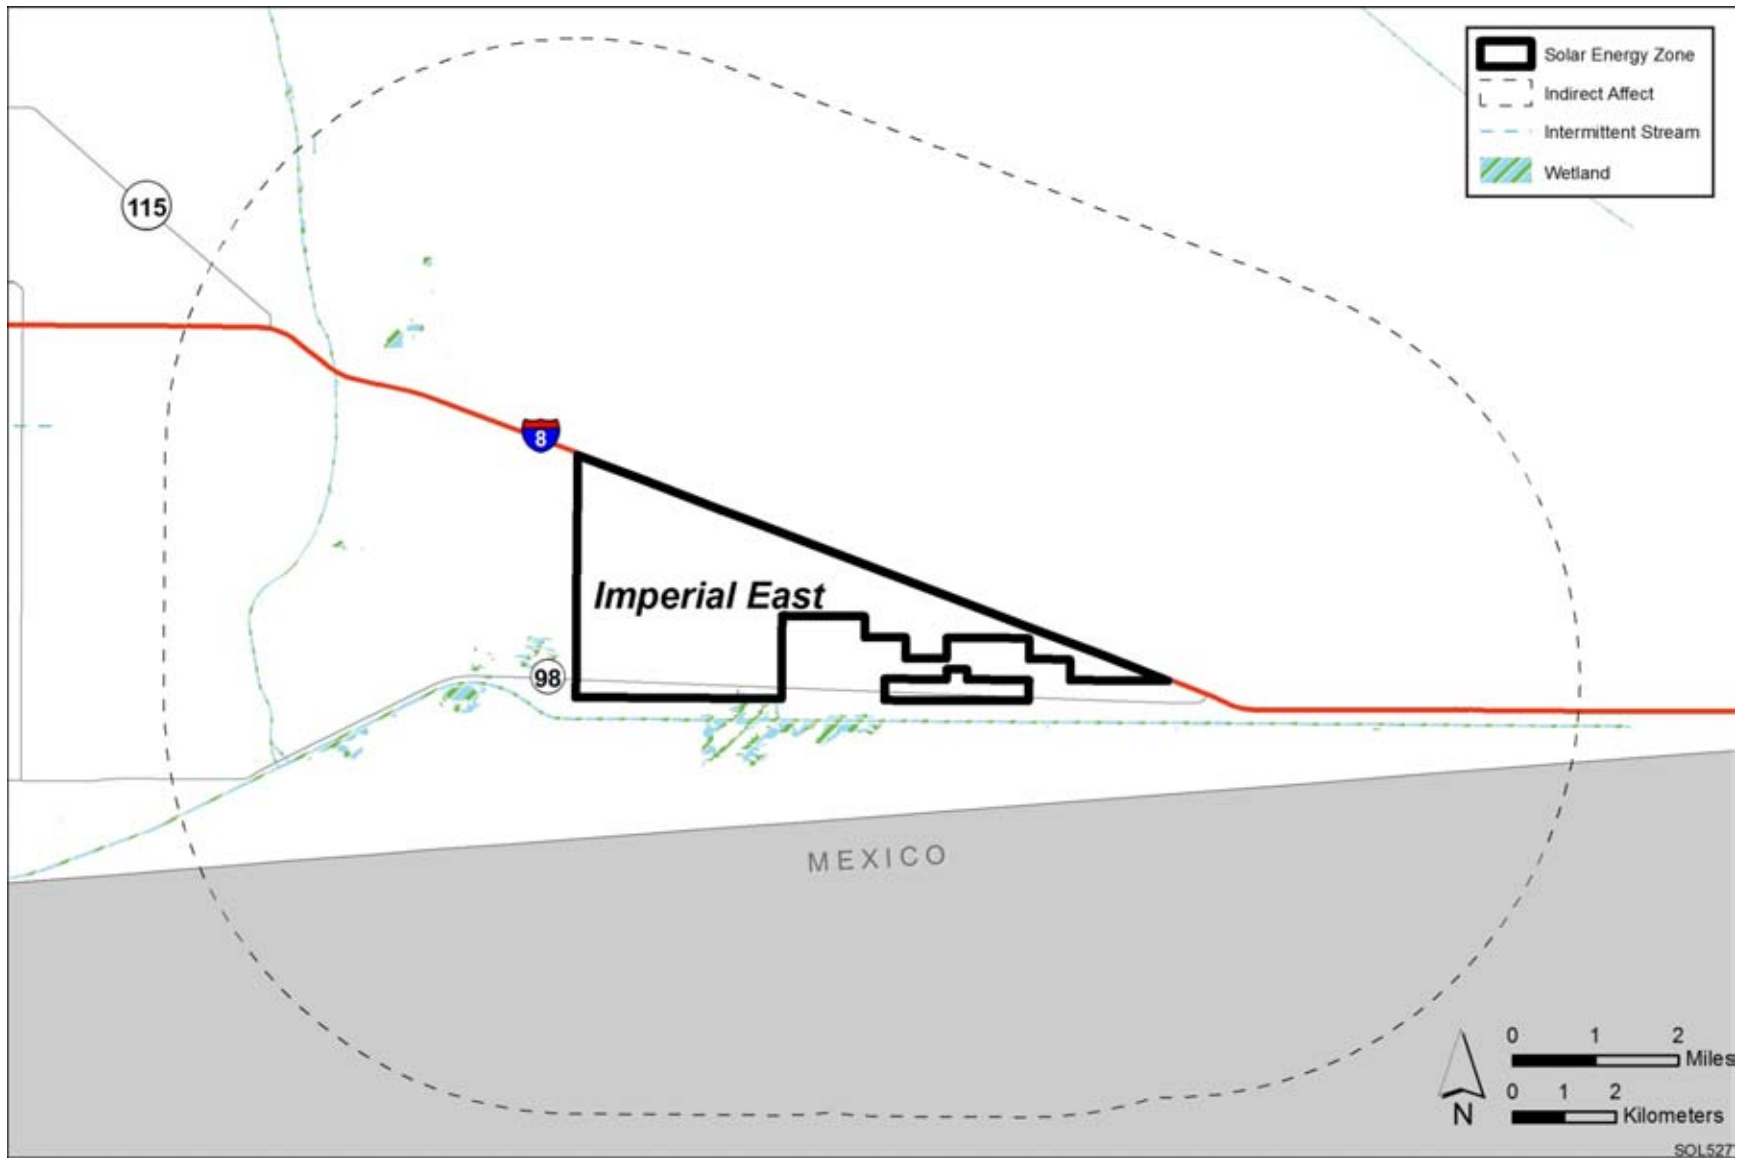 Solar Energy Zone
Indirect Affect
Intermittent Stream
Wetland
115
8
Imperial East
98
MEXICO
0 1 2
Miles
0 1 2
Kilometers
N
SOL527